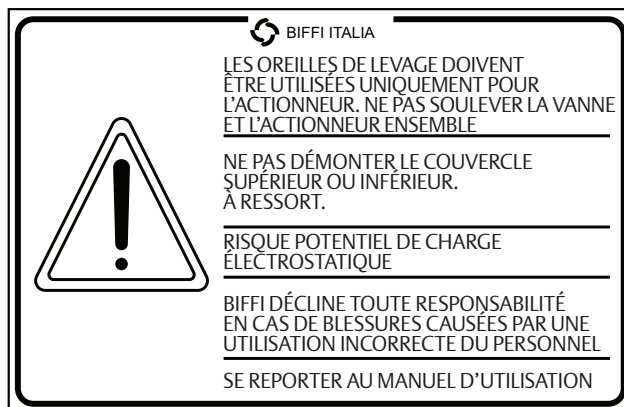 BIFFI ITALIA
LES OREILLES DE LEVAGE DOIVENT
ÊTRE UTILISÉES UNIQUEMENT POUR
L'ACTIONNEUR. NE PAS SOULEVER LA VANNE
ET L'ACTIONNEUR ENSEMBLE
NE PAS DÉMONTER LE COUVERCLE
SUPÉRIEUR OU INFÉRIEUR.
À RESSORT.
RISQUE POTENTIEL DE CHARGE
ÉLECTROSTATIQUE
BIFFI DÉCLINE TOUTE RESPONSABILITÉ
EN CAS DE BLESSURES CAUSÉES PAR UNE
UTILISATION INCORRECTE DU PERSONNEL
SE REPORTER AU MANUEL D'UTILISATION